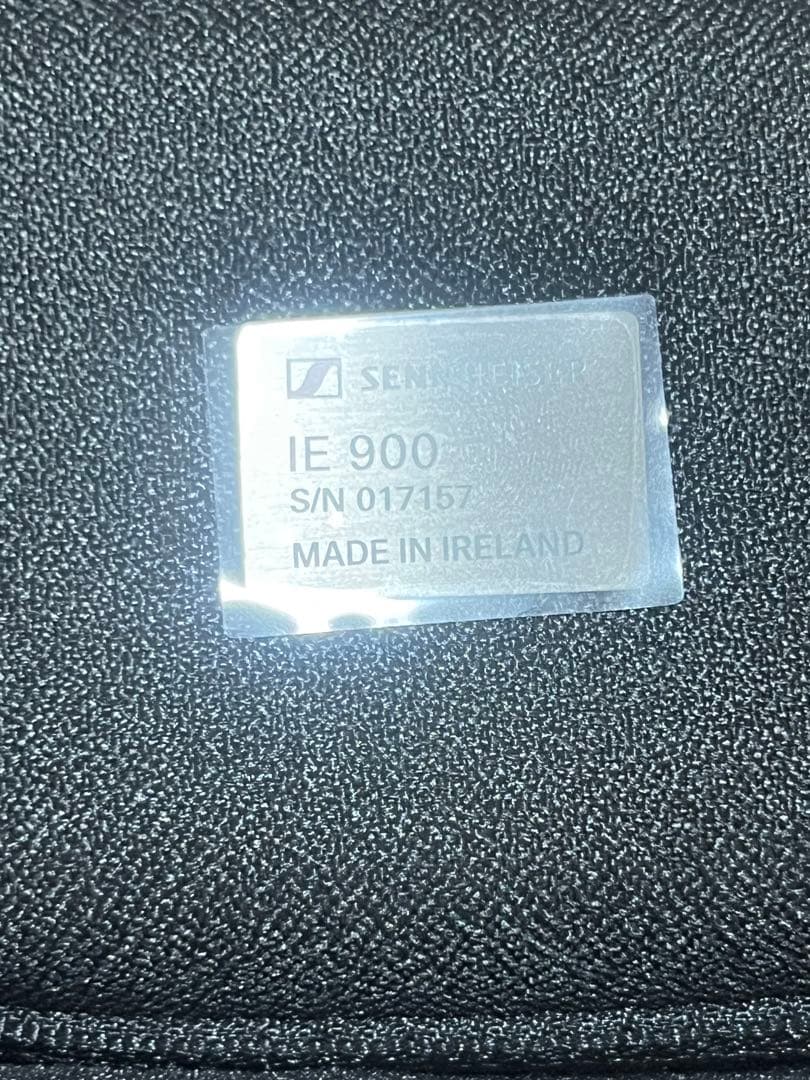 SENNHEISER
IE 900
S/N 017157
MADE IN IRELAND